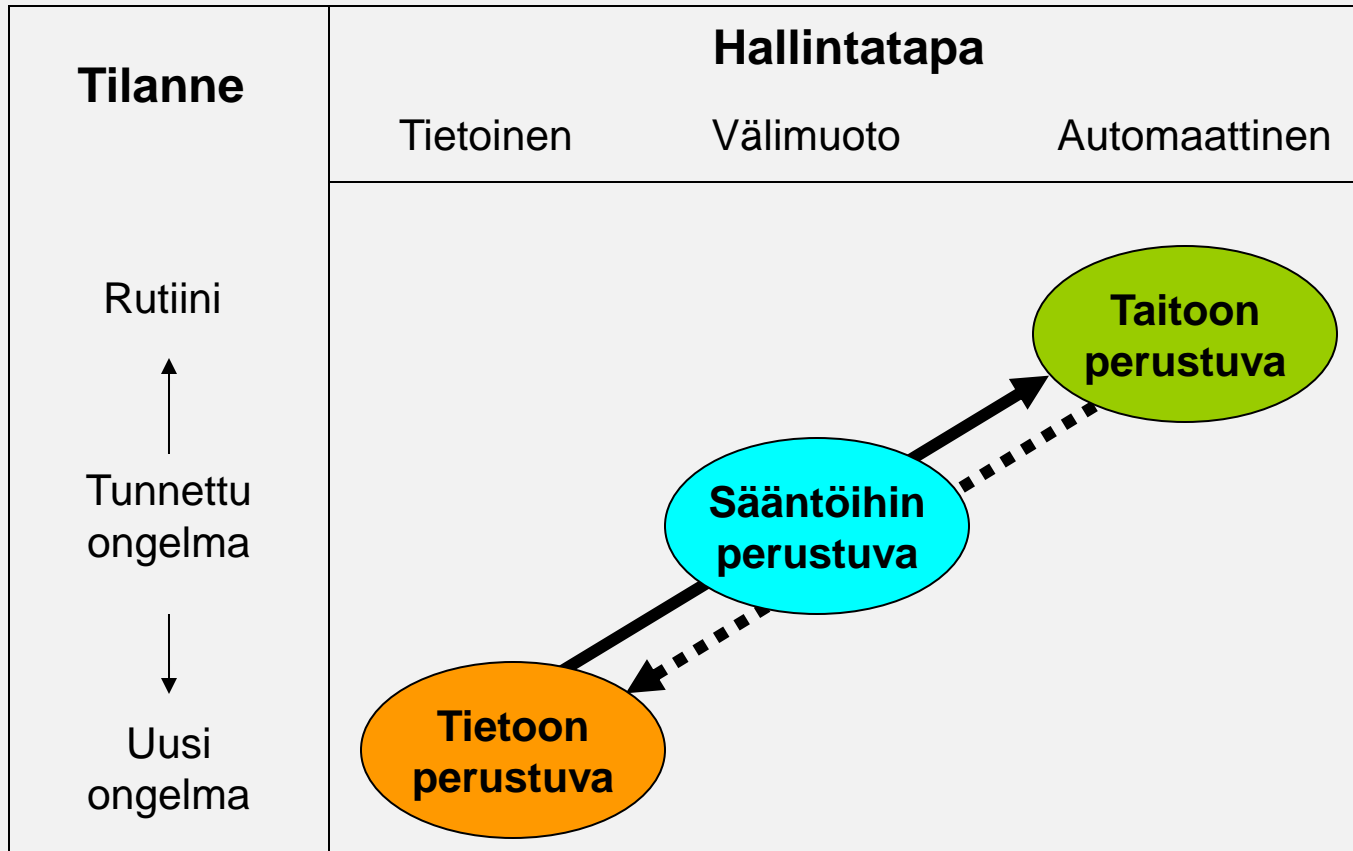 Tilanne
Hallintatapa
Tietoinen Välimuoto Automaattinen
Rutiini
Tunnettu
ongelma
Uusi
ongelma
Taitoon
perustuva
Sääntöihin
perustuva
Tietoon
perustuva